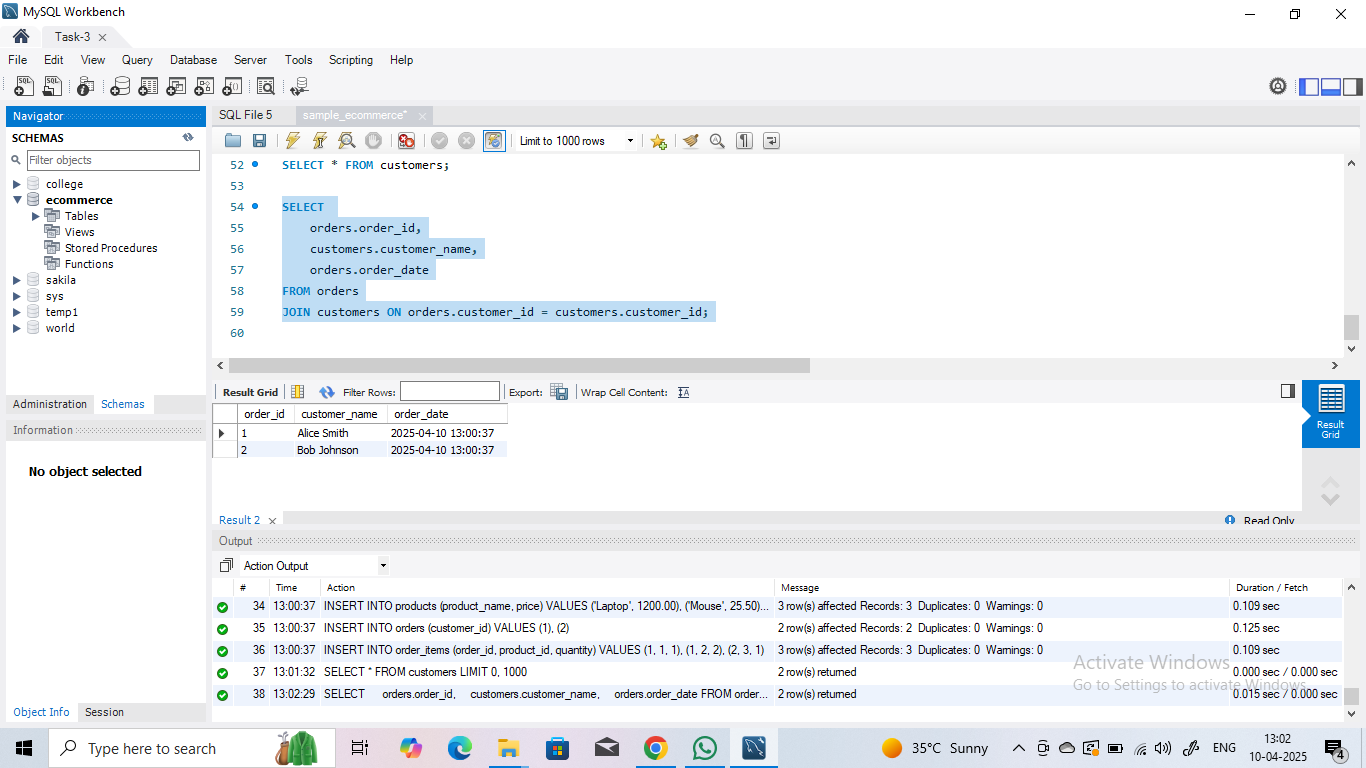 MySQL Workbench
Task-3
File Edit View Query Database Server Tools Scripting Help
Navigator
SCHEMAS
Filter objects
college
ecommerce
Tables
Views
Stored Procedures
Functions
sakila
sys
temp1
world
Administration Schemas
Information
No object selected
Object Info Session
SQL File 5 sample_ecommerce*
Limit to 1000 rows
52 SELECT * FROM customers;
53
54 SELECT
55 orders.order_id,
56 customers.customer_name,
57 orders.order_date
58 FROM orders
59 JOIN customers ON orders.customer_id = customers.customer_id;
60
Result Grid Filter Rows: Export: Wrap Cell Content:
order_id customer_name order_date
1 Alice Smith 2025-04-10 13:00:37
2 Bob Johnson 2025-04-10 13:00:37
Result Grid
Result 2 Read Only
Output
Action Output
# Time Action Message Duration / Fetch
34 13:00:37 INSERT INTO products (product_name, price) VALUES ('Laptop', 1200.00), ('Mouse', 25.50)... 3 row(s) affected Records: 3 Duplicates: 0 Warnings: 0 0.109 sec
35 13:00:37 INSERT INTO orders (customer_id) VALUES (1), (2) 2 row(s) affected Records: 2 Duplicates: 0 Warnings: 0 0.125 sec
36 13:00:37 INSERT INTO order_items (order_id, product_id, quantity) VALUES (1, 1, 1), (1, 2, 2), (2, 3, 1) 3 row(s) affected Records: 3 Duplicates: 0 Warnings: 0 0.109 sec
37 13:01:32 SELECT * FROM customers LIMIT 0, 1000 2 row(s) returned 0.000 sec / 0.000 sec
38 13:02:29 SELECT orders.order_id, customers.customer_name, orders.order_date FROM order... 2 row(s) returned 0.015 sec / 0.000 sec
Activate Windows
Go to Settings to activate Windows.
Type here to search
35°C Sunny
ENG
13:02
10-04-2025
4